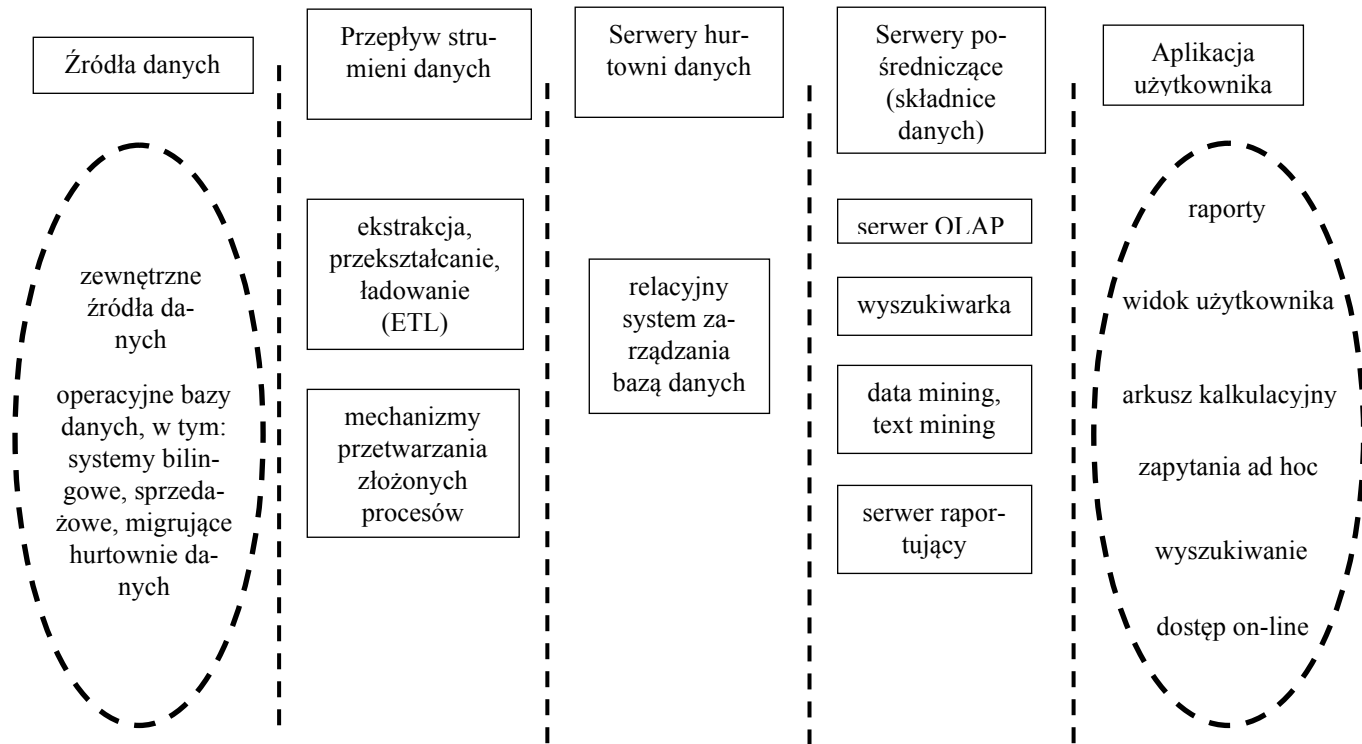 Źródła danych
Przepływ stru-
mieni danych
Serwery hur-
towni danych
Serwery po-
średniczące
(składnice
danych)
Aplikacja
użytkownika
zewnętrzne
źródła da-
nych
operacyjne bazy
danych, w tym:
systemy bilin-
gowe, sprzeda-
żowe, migrujące
hurtownie da-
nych
ekstrakcja,
przekształcanie,
ładowanie
(ETL)
mechanizmy
przetwarzania
złożonych
procesów
relacyjny
system za-
rządzania
bazą danych
serwer OLAP
wyszukiwarka
data mining,
text mining
serwer rapor-
tujący
raporty
widok użytkownika
arkusz kalkulacyjny
zapytania ad hoc
wyszukiwanie
dostęp on-line